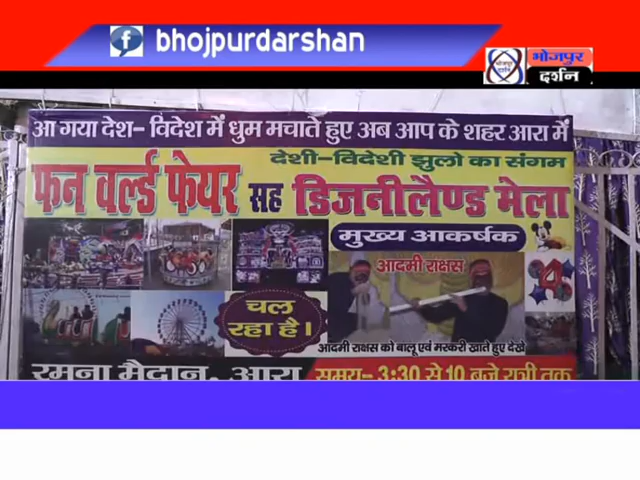 bhojpurdarshan
भोजपुर
दर्शन
आ गया देश- विदेश में धुम मचाते हुए अब आप के शहर आरा में
देशी-विदेशी झुलो का संगम
फन वर्ल्ड फेयर सह डिजनीलैण्ड मेला
मुख्य आकर्षक
आदमी राक्षस
चल
रहा है।
आदमी राक्षस को बालू एवं मरकरी खाते हुए देखे
रमना मैदान, आरा समय-- 3:30 से 10 बजे रात्री तक